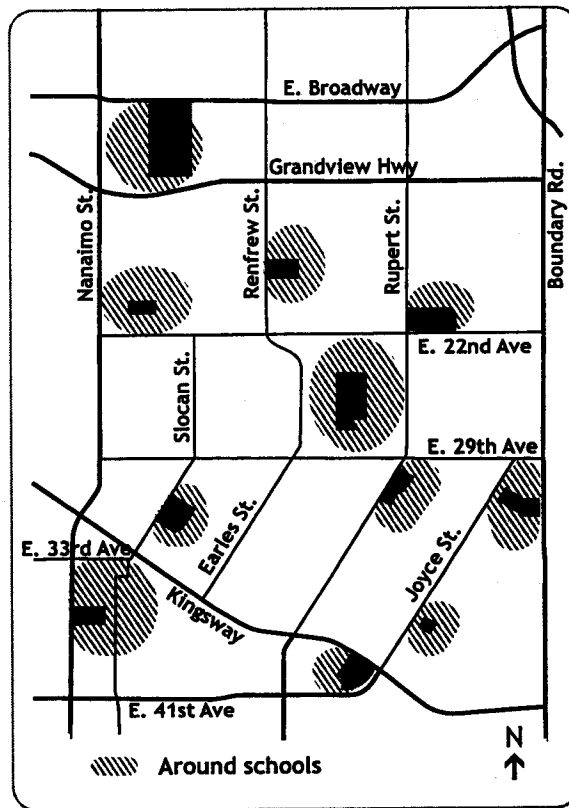 E. Broadway
Grandview Hwy
Nanaimo St.
Renfrew St.
Rupert St.
Boundary Rd.
E. 22nd Ave
Slocan St.
E. 29th Ave
Earles St.
E. 33rd Ave
Joyce St.
Kingsway
E. 41st Ave
N
Around schools